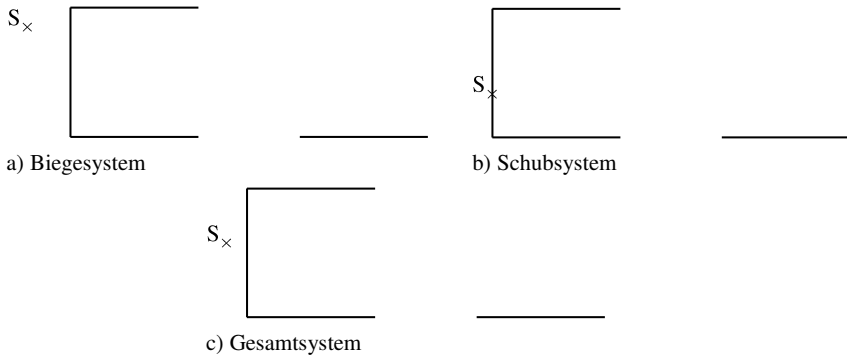 S
S
a) Biegesystem
b) Schubsystem
S
c) Gesamtsystem